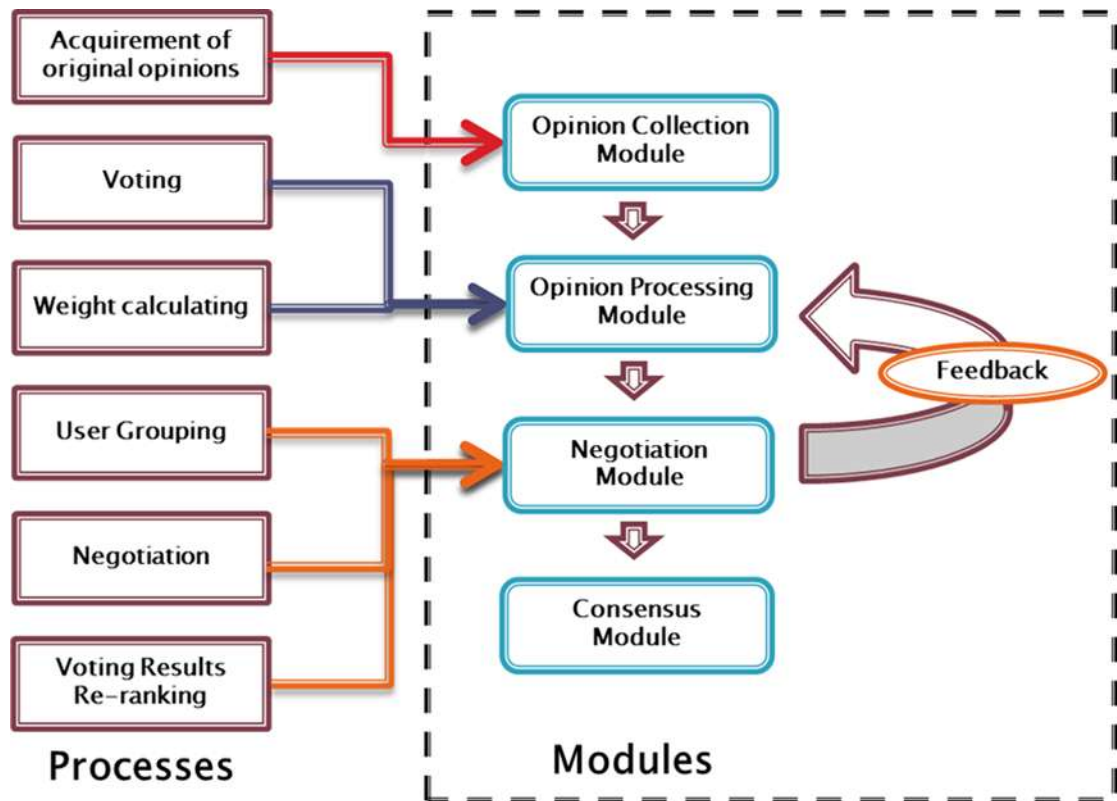 Acquirement of
original opinions
Voting
Weight calculating
User Grouping
Negotiation
Voting Results
Re-ranking
Processes
Opinion Collection
Module
Opinion Processing
Module
Negotiation
Module
Consensus
Module
Feedback
Modules